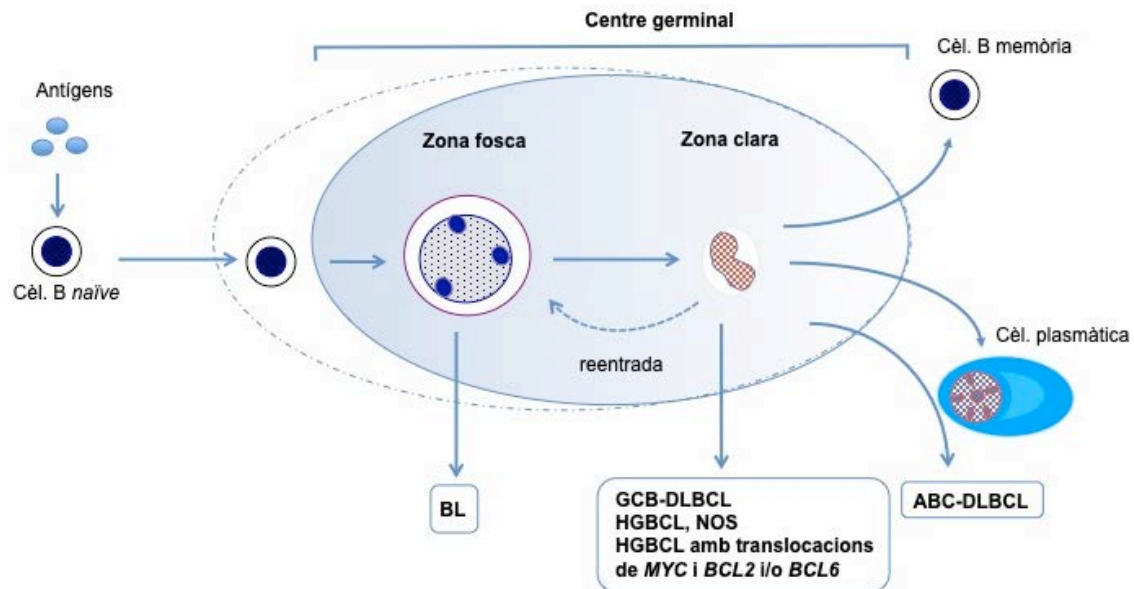 Centre germinal
Cèl. B memòria
Antígens
Zona fosca
Zona clara
Cèl. B naïve
Cèl. plasmàtica
reentrada
BL
GCB-DLBCL
HGBCL, NOS
HGBCL amb translocacions
de MYC i BCL2 i/o BCL6
ABC-DLBCL